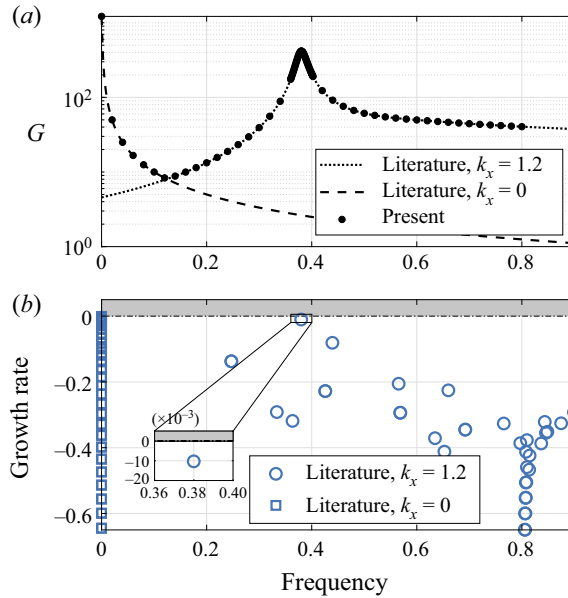 (a)
G
10^2
10^0
0
0.2
0.4
0.6
0.8
Literature, k_x = 1.2
Literature, k_x = 0
Present
(b)
Growth rate
0
–0.2
–0.4
–0.6
(×10^–3)
0
–10
–20
0.36
0.38
0.40
Literature, k_x = 1.2
Literature, k_x = 0
0
0.2
0.4
0.6
0.8
Frequency